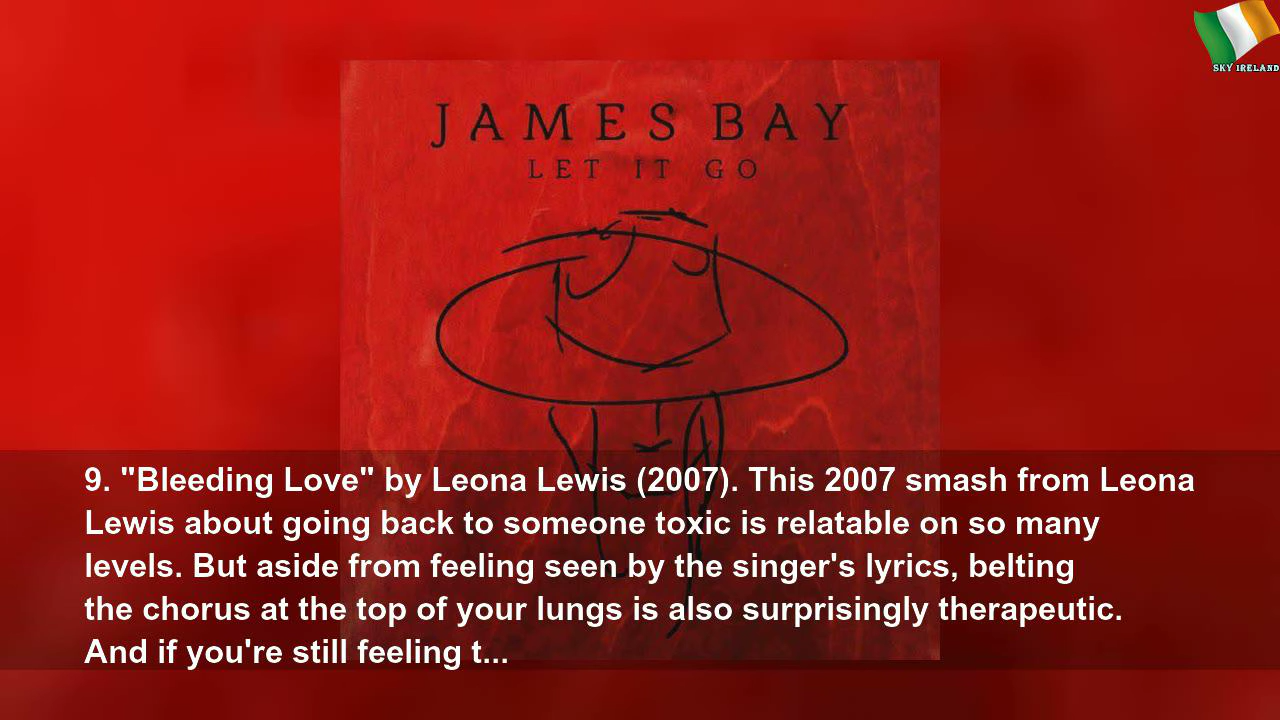 SKY IRELAND
JAMES BAY
LET IT GO
9. "Bleeding Love" by Leona Lewis (2007). This 2007 smash from Leona
Lewis about going back to someone toxic is relatable on so many
levels. But aside from feeling seen by the singer's lyrics, belting
the chorus at the top of your lungs is also surprisingly therapeutic.
And if you're still feeling t...